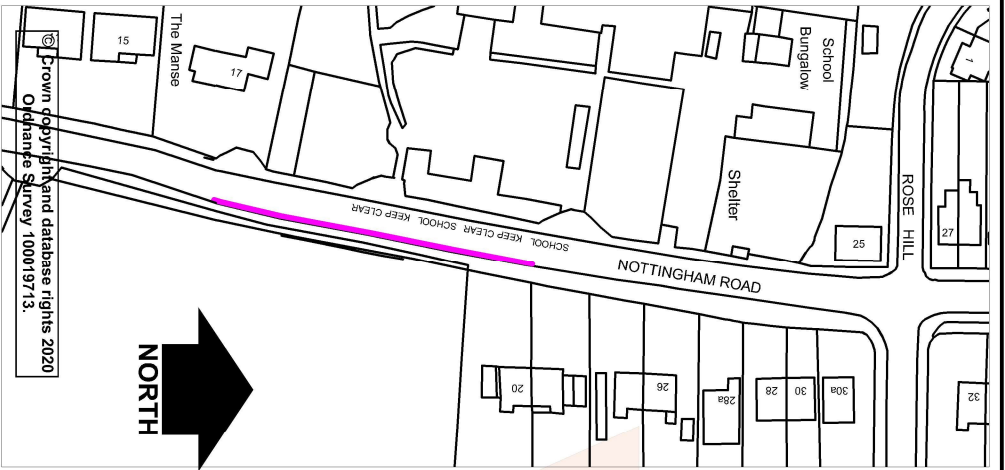 15
The Manse
17
© Crown copyright and database rights 2020
Ordnance Survey 100019713.
NORTH
School
Bungalow
Shelter
1
ROSE HILL
27
25
SCHOOL KEEP CLEAR SCHOOL KEEP CLEAR
NOTTINGHAM ROAD
20
26
28a
28
30
30a
32